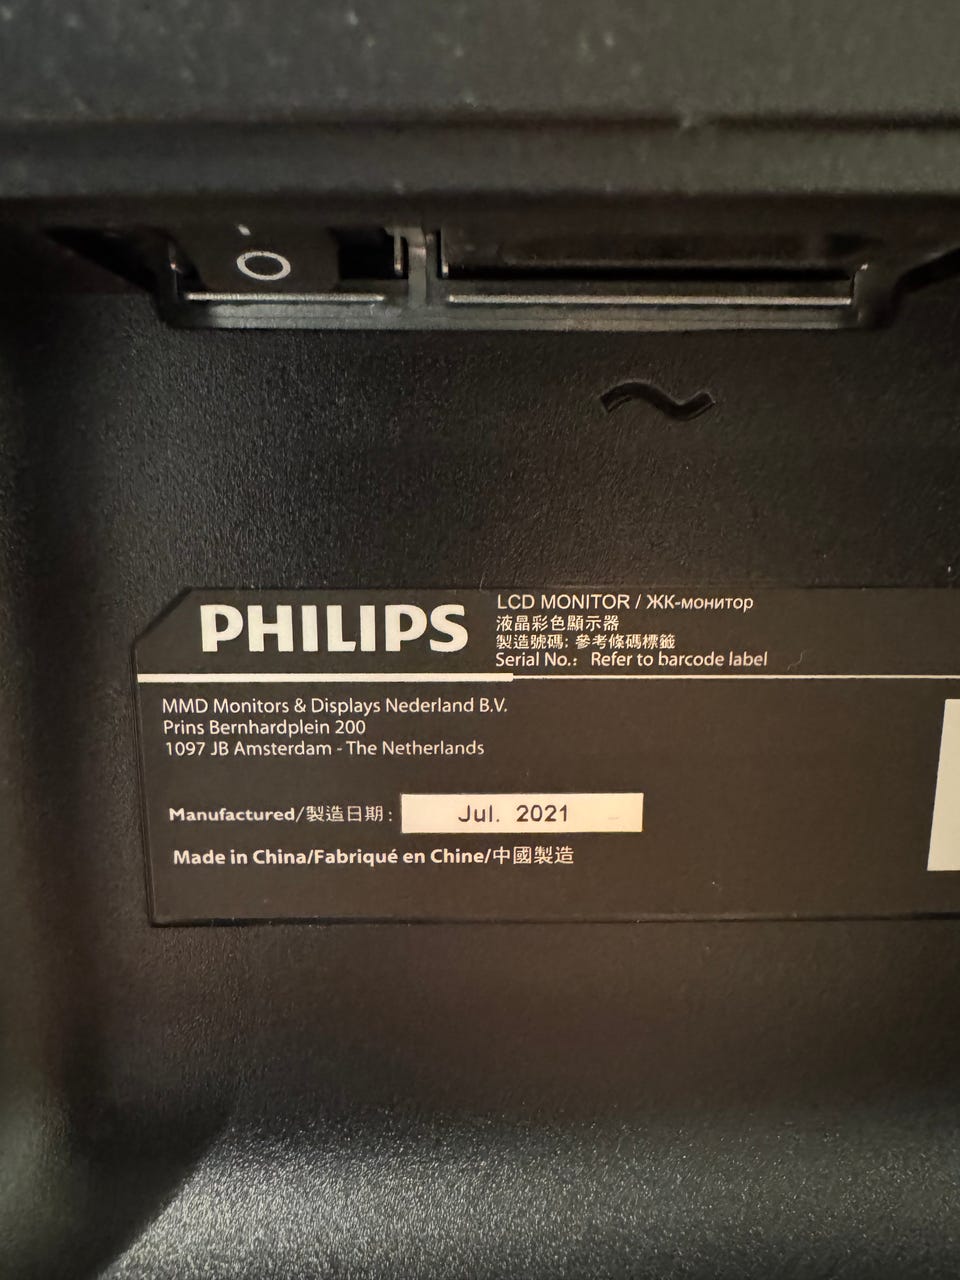 PHILIPS
LCD MONITOR / ЖК-монитор
液晶彩色顯示器
製造號碼: 參考條碼標籤
Serial No.: Refer to barcode label
MMD Monitors & Displays Nederland B.V.
Prins Bernhardplein 200
1097 JB Amsterdam - The Netherlands
Manufactured/製造日期: Jul. 2021
Made in China/Fabriqué en Chine/中國製造